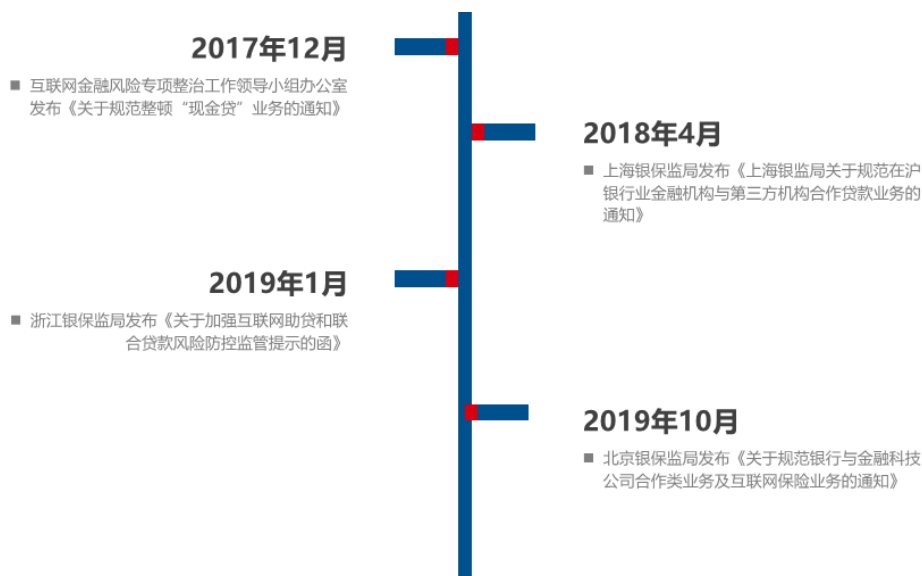 2017年12月
■ 互联网金融风险专项整治工作领导小组办公室
发布《关于规范整顿“现金贷”业务的通知》
2018年4月
■ 上海银保监局发布《上海银监局关于规范在沪
银行业金融机构与第三方机构合作贷款业务的
通知》
2019年1月
■ 浙江银保监局发布《关于加强互联网助贷和联
合贷款风险防控监管提示的函》
2019年10月
■ 北京银保监局发布《关于规范银行与金融科技
公司合作类业务及互联网保险业务的通知》